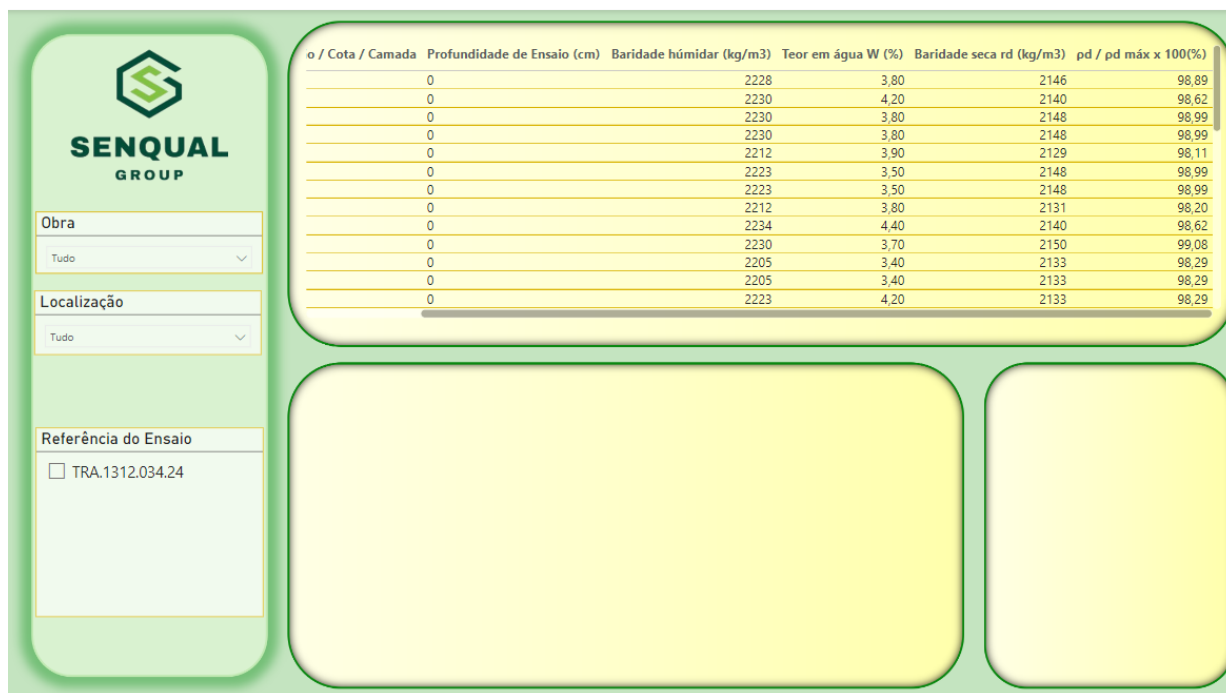 SENQUAL
GROUP
Obra
Tudo
Localização
Tudo
Referência do Ensaio
TRA.1312.034.24
o / Cota / Camada Profundidade de Ensaio (cm) Baridade húmidar (kg/m3) Teor em água W (%) Baridade seca rd (kg/m3) pd / pd máx x 100(%)
0 2228 3,80 2146 98,89
0 2230 4,20 2140 98,62
0 2230 3,80 2148 98,99
0 2230 3,80 2148 98,99
0 2212 3,90 2129 98,11
0 2223 3,50 2148 98,99
0 2223 3,50 2148 98,99
0 2212 3,80 2131 98,20
0 2234 4,40 2140 98,62
0 2230 3,70 2150 99,08
0 2205 3,40 2133 98,29
0 2205 3,40 2133 98,29
0 2223 4,20 2133 98,29